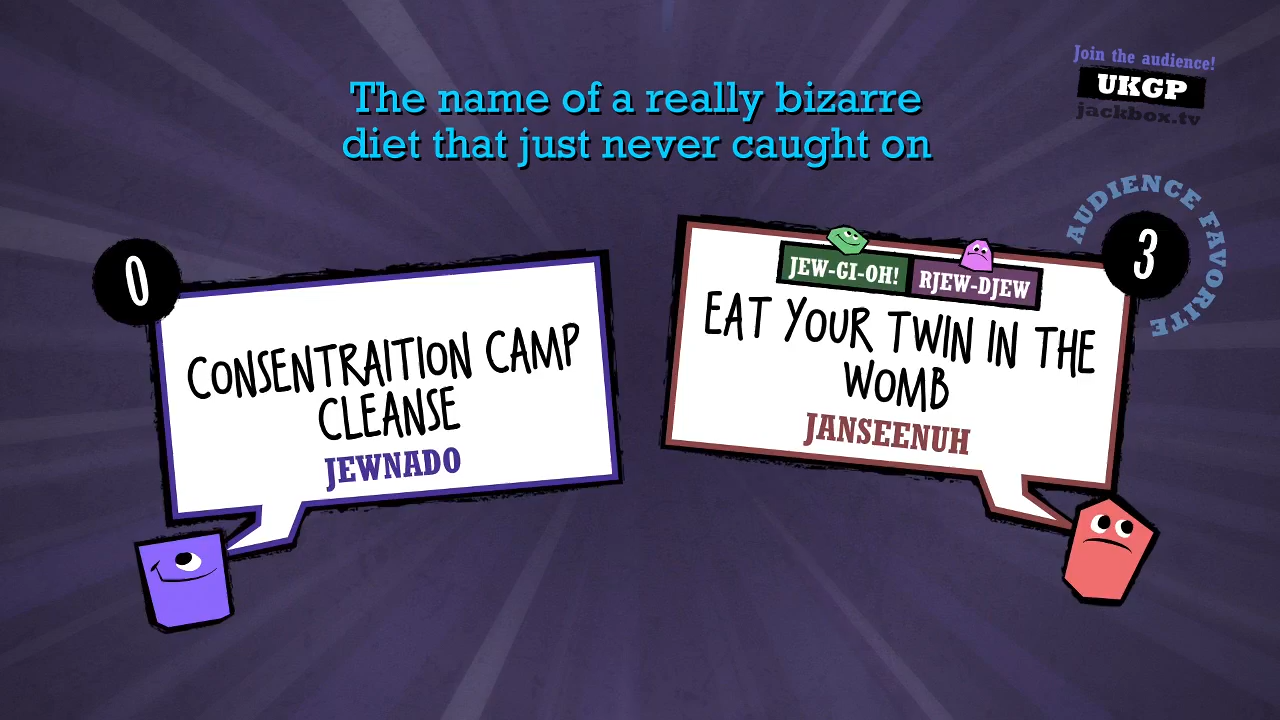 Join the audience!
UKGP
jackbox.tv
The name of a really bizarre
diet that just never caught on
0
CONSENTRAITION CAMP
CLEANSE
JEWNADO
AUDIENCE FAVORITE
3
JEW-GI-OH!
RJEW-DJEW
EAT YOUR TWIN IN THE
WOMB
JANSEENUH